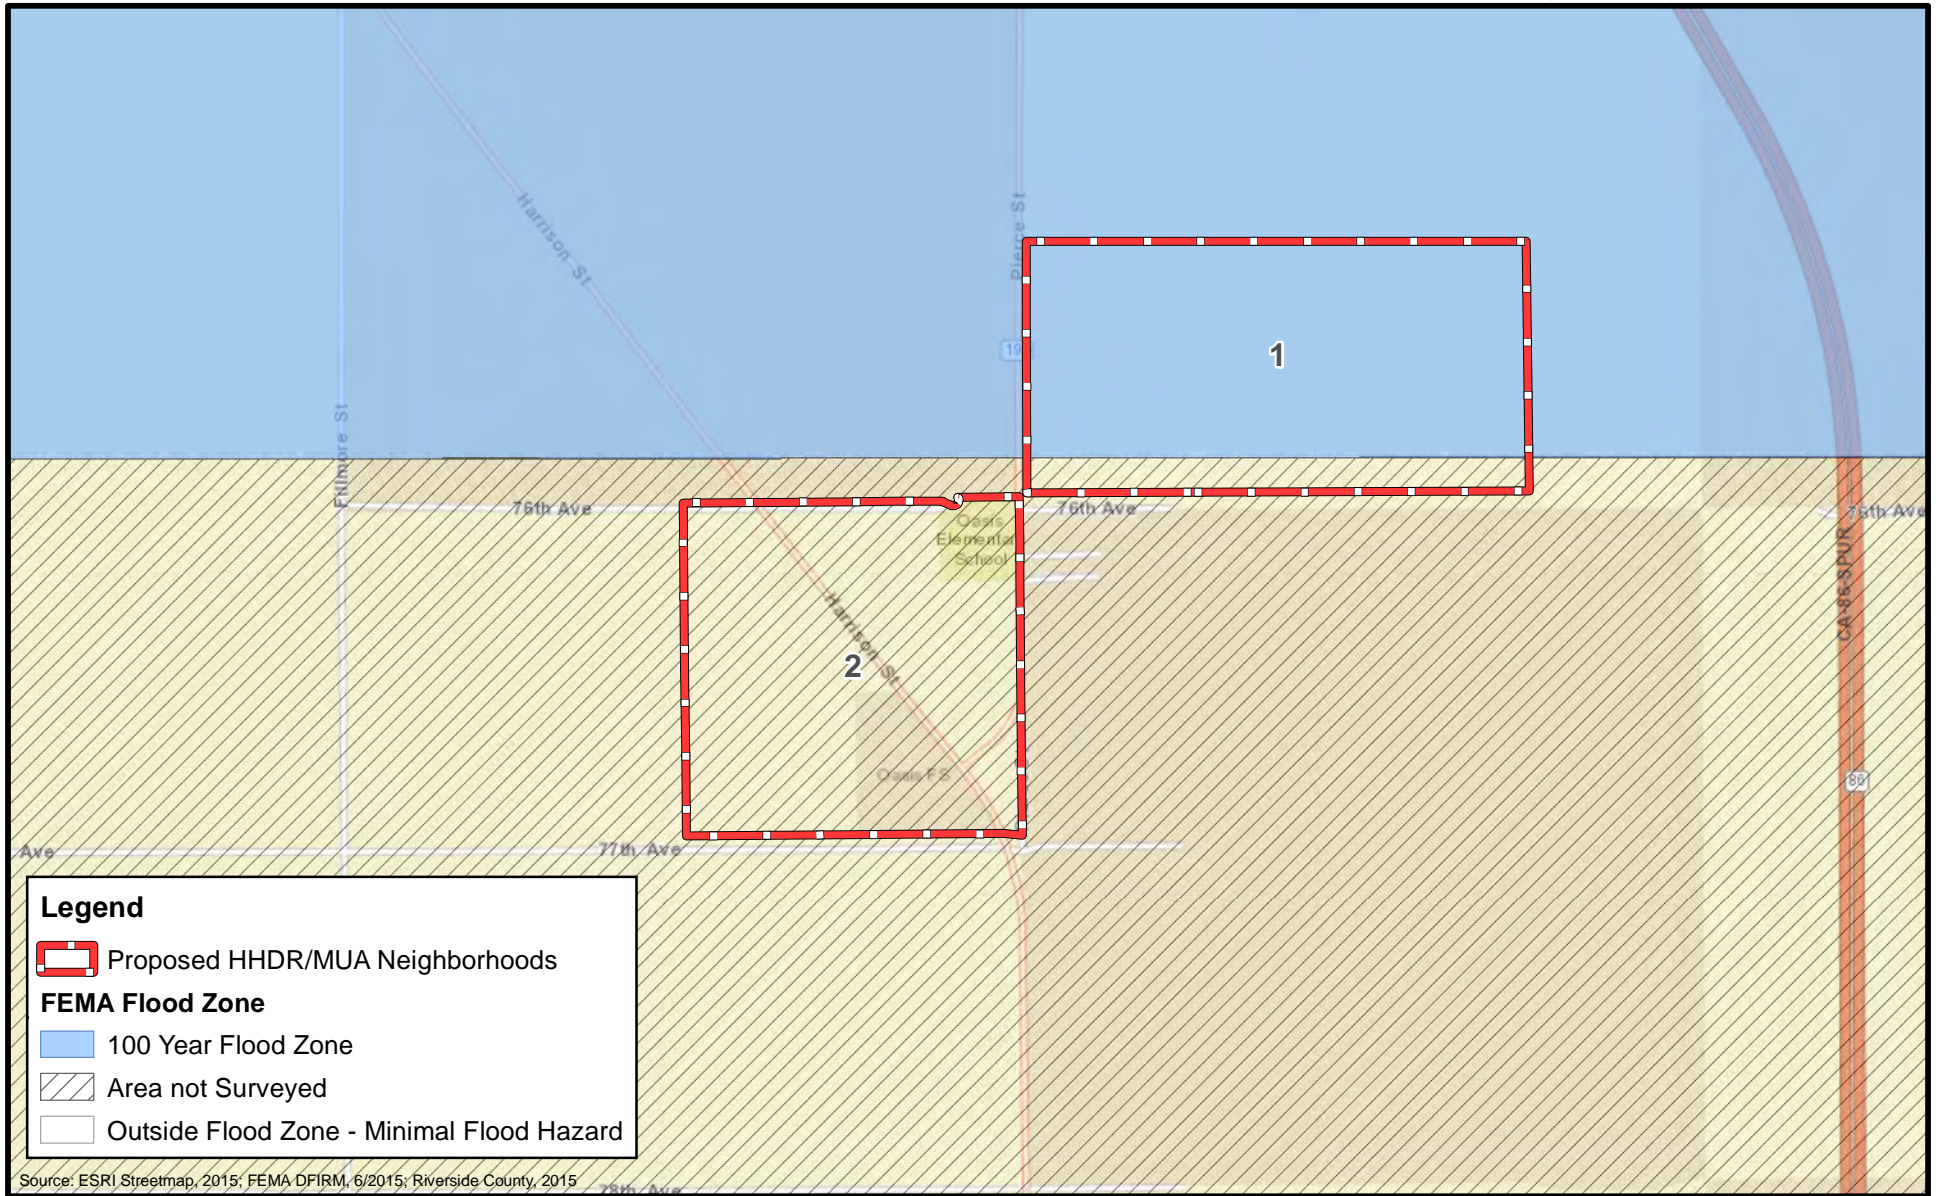 Harrison St
Pierce St
19
1
Fillmore St
76th Ave
76th Ave
76th Ave
Oasis
Elementa
School
CA-86-SPUR
Harrison St
2
Oasis FS
86
Ave
77th Ave
Legend
Proposed HHDR/MUA Neighborhoods
FEMA Flood Zone
100 Year Flood Zone
Area not Surveyed
Outside Flood Zone - Minimal Flood Hazard
Source: ESRI Streetmap, 2015; FEMA DFIRM, 6/2015; Riverside County, 2015
78th Ave